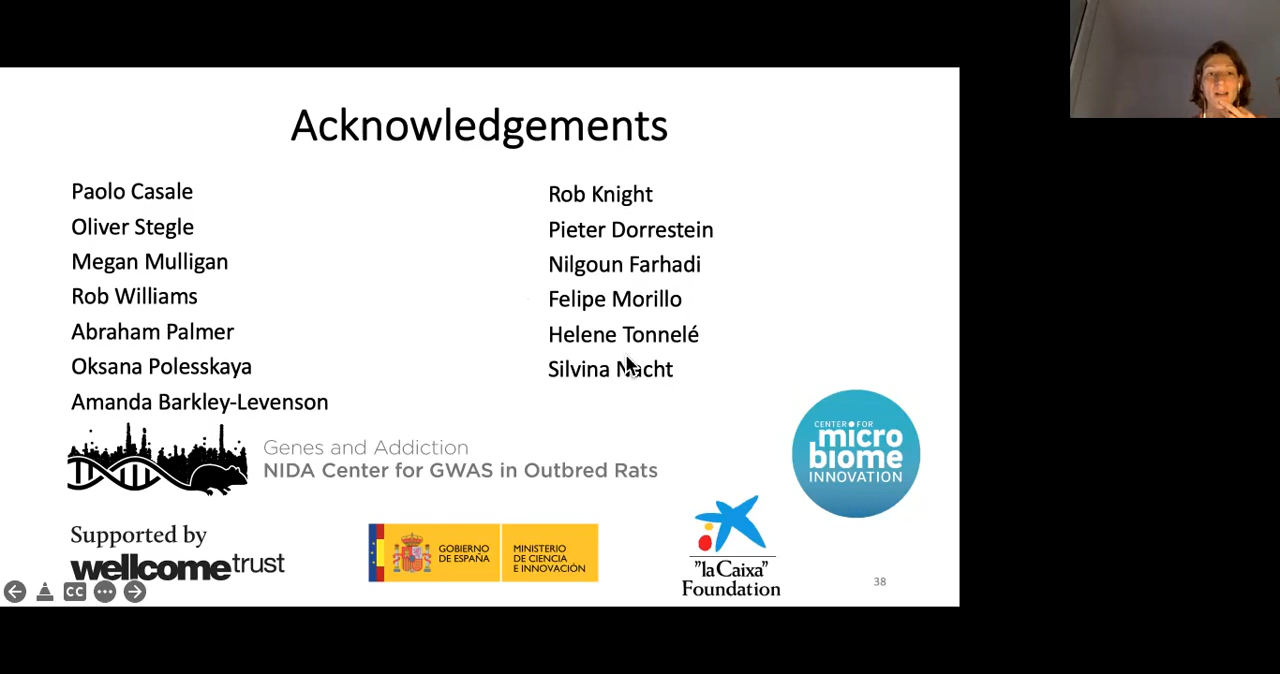 Acknowledgements
Paolo Casale
Oliver Stegle
Megan Mulligan
Rob Williams
Abraham Palmer
Oksana Polesskaya
Amanda Barkley-Levenson
Rob Knight
Pieter Dorrestein
Nilgoun Farhadi
Felipe Morillo
Helene Tonnelé
Silvina
Genes and Addiction
NIDA Center for GWAS in Outbred Rats
CENTER FOR
micro
biome
INNOVATION
Supported by
wellcometrust
GOBIERNO
DE ESPAÑA
MINISTERIO
DE CIENCIA
E INNOVACIÓN
"la Caixa"
Foundation
38
CC